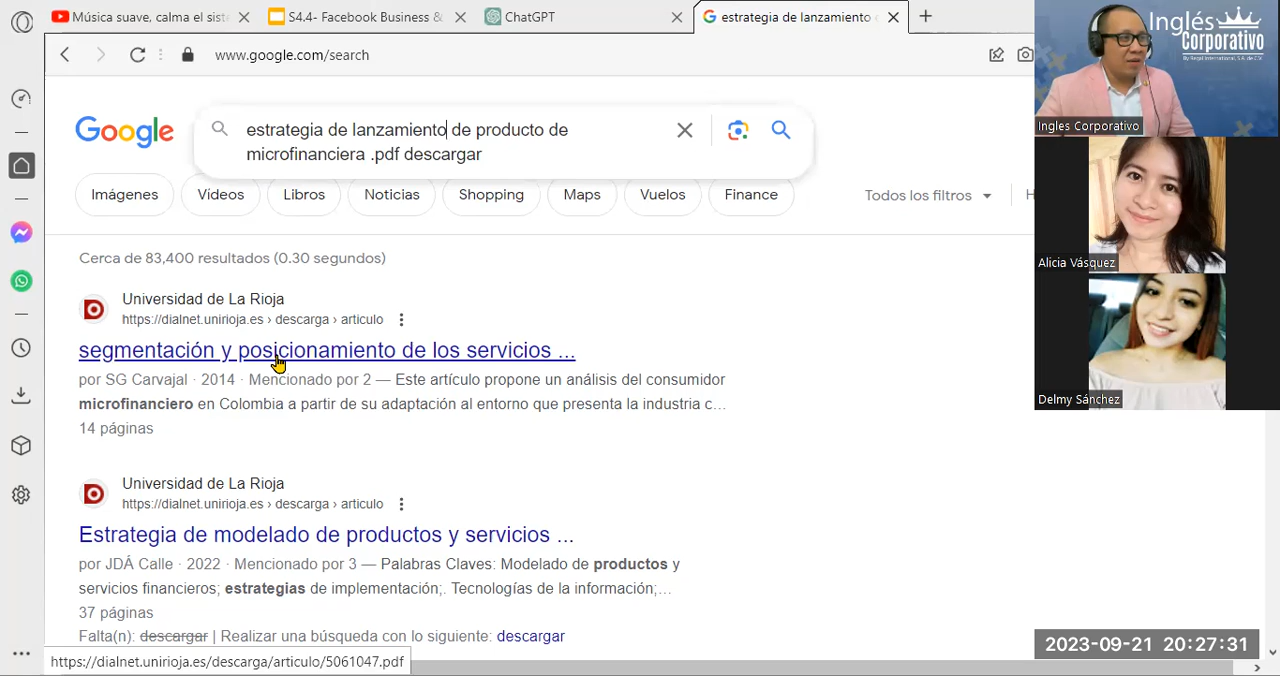 Música suave, calma el sist
S4.4- Facebook Business &
ChatGPT
estrategia de lanzamiento
www.google.com/search
Google
estrategia de lanzamiento de producto de
microfinanciera .pdf descargar
Imágenes
Vídeos
Libros
Noticias
Shopping
Maps
Vuelos
Finance
Todos los filtros
H
Cerca de 83,400 resultados (0.30 segundos)
Universidad de La Rioja
https://dialnet.unirioja.es › descarga › articulo
segmentación y posicionamiento de los servicios ...
por SG Carvajal · 2014 · Mencionado por 2 — Este artículo propone un análisis del consumidor
microfinanciero en Colombia a partir de su adaptación al entorno que presenta la industria c...
14 páginas
Universidad de La Rioja
https://dialnet.unirioja.es › descarga › articulo
Estrategia de modelado de productos y servicios ...
por JDÁ Calle · 2022 · Mencionado por 3 — Palabras Claves: Modelado de productos y
servicios financieros; estrategias de implementación;. Tecnologías de la información;...
37 páginas
Falta(n): descargar | Realizar una búsqueda con lo siguiente: descargar
https://dialnet.unirioja.es/descarga/articulo/5061047.pdf
Inglés
Corporativo
By Regal International, S.A. de C.V.
Ingles Corporativo
Alicia Vásquez
Delmy Sánchez
2023-09-21 20:27:31